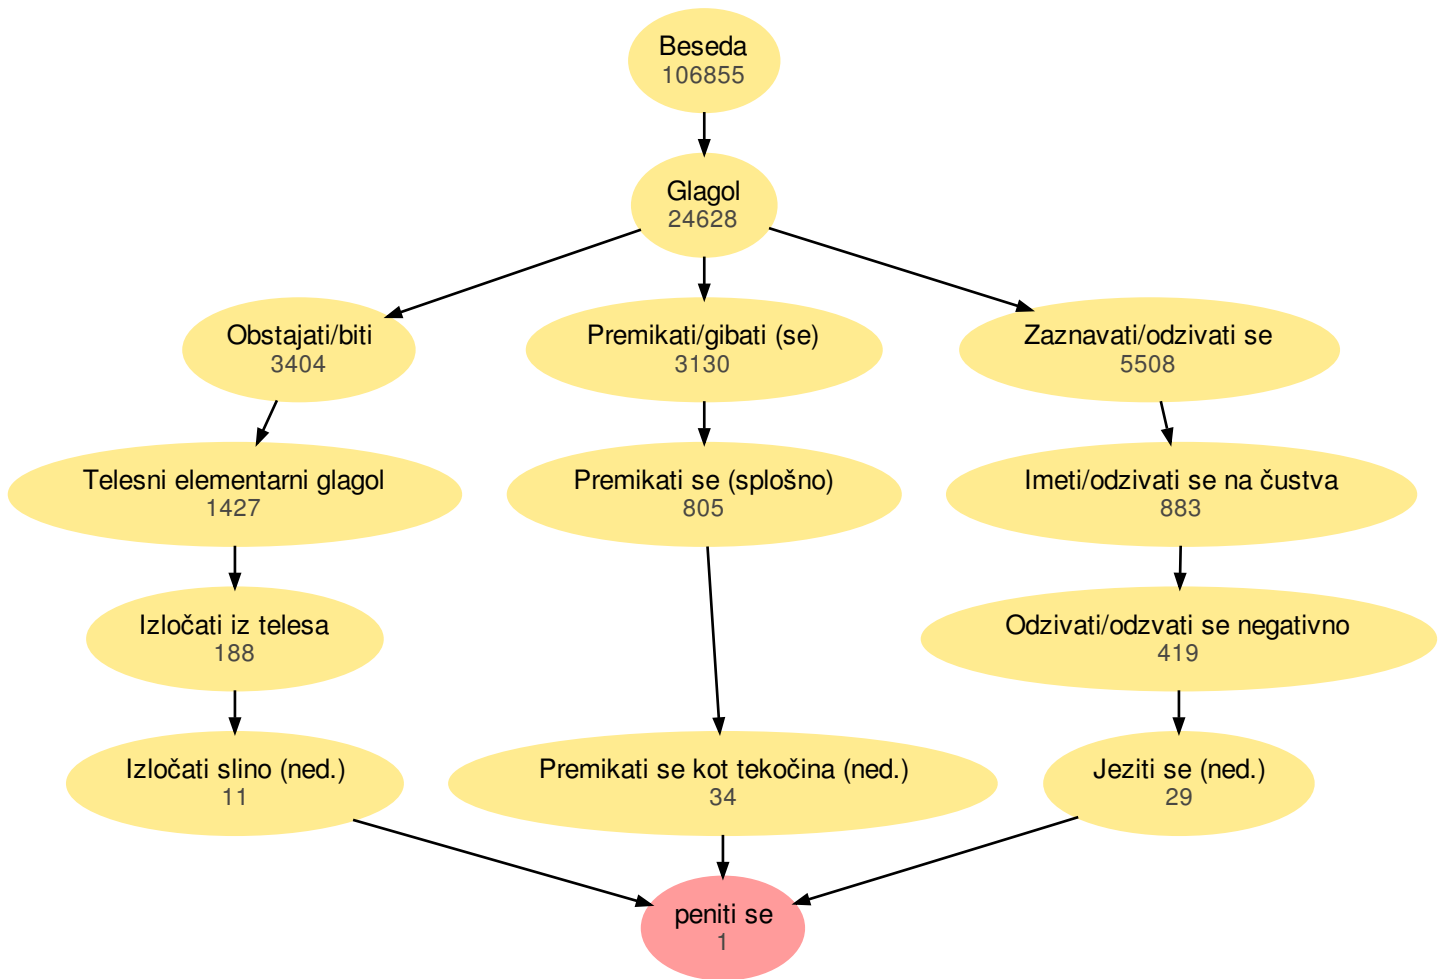 Beseda
106855
Glagol
24628
Obstajati/biti
3404
Premikati/gibati (se)
3130
Zaznavati/odzivati se
5508
Telesni elementarni glagol
1427
Premikati se (splošno)
805
Imeti/odzivati se na čustva
883
Izločati iz telesa
188
Odzivati/odzvati se negativno
419
Izločati slino (ned.)
11
Premikati se kot tekočina (ned.)
34
Jeziti se (ned.)
29
peniti se
1